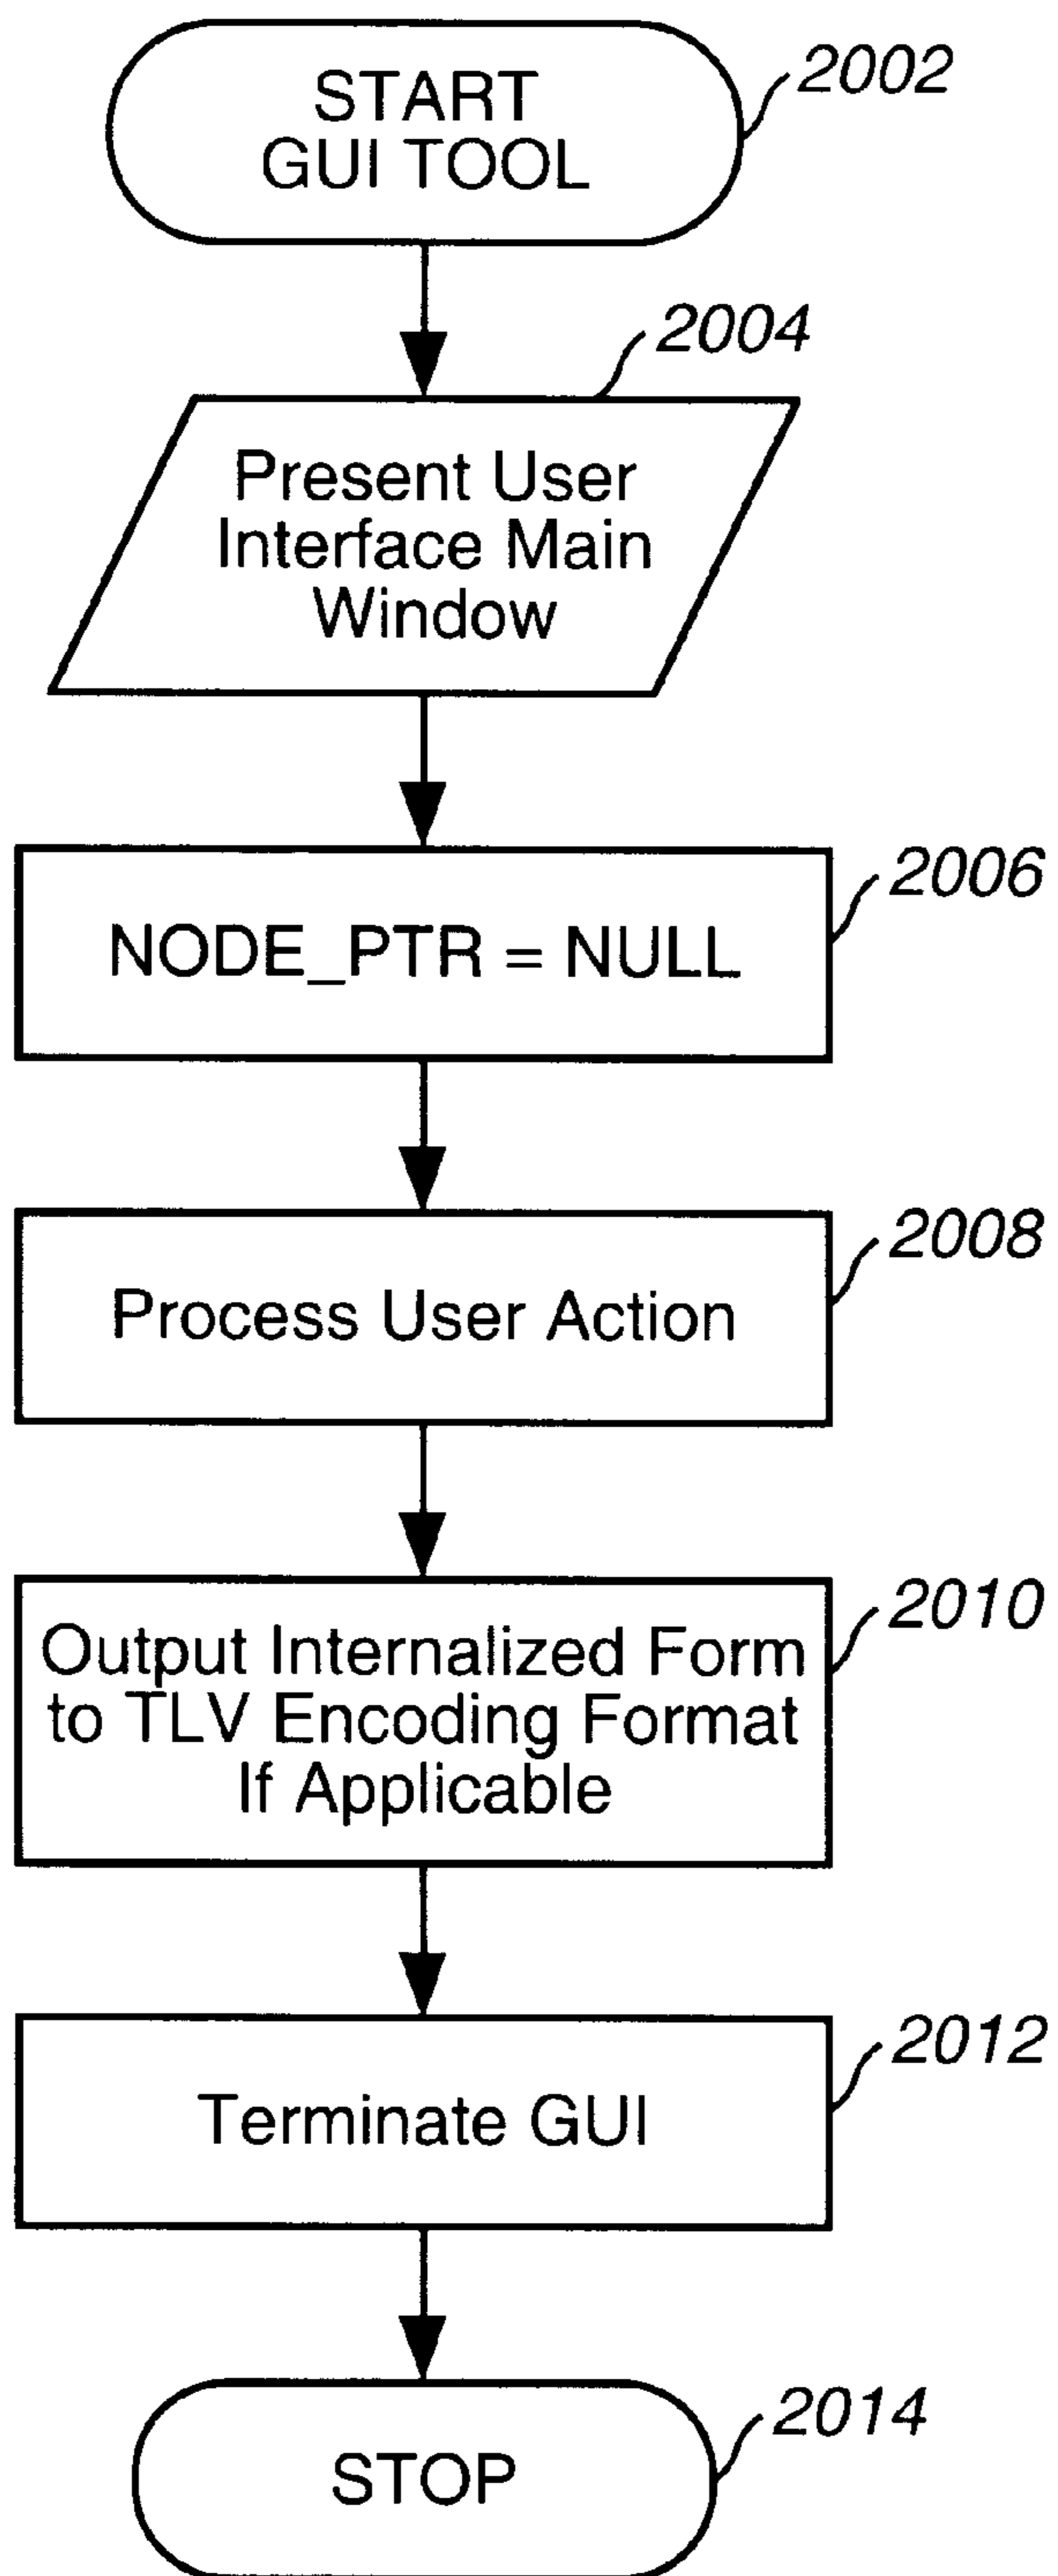 START
GUI TOOL
2002
2004
Present User
Interface Main
Window
2006
NODE_PTR = NULL
2008
Process User Action
2010
Output Internalized Form
to TLV Encoding Format
If Applicable
2012
Terminate GUI
2014
STOP